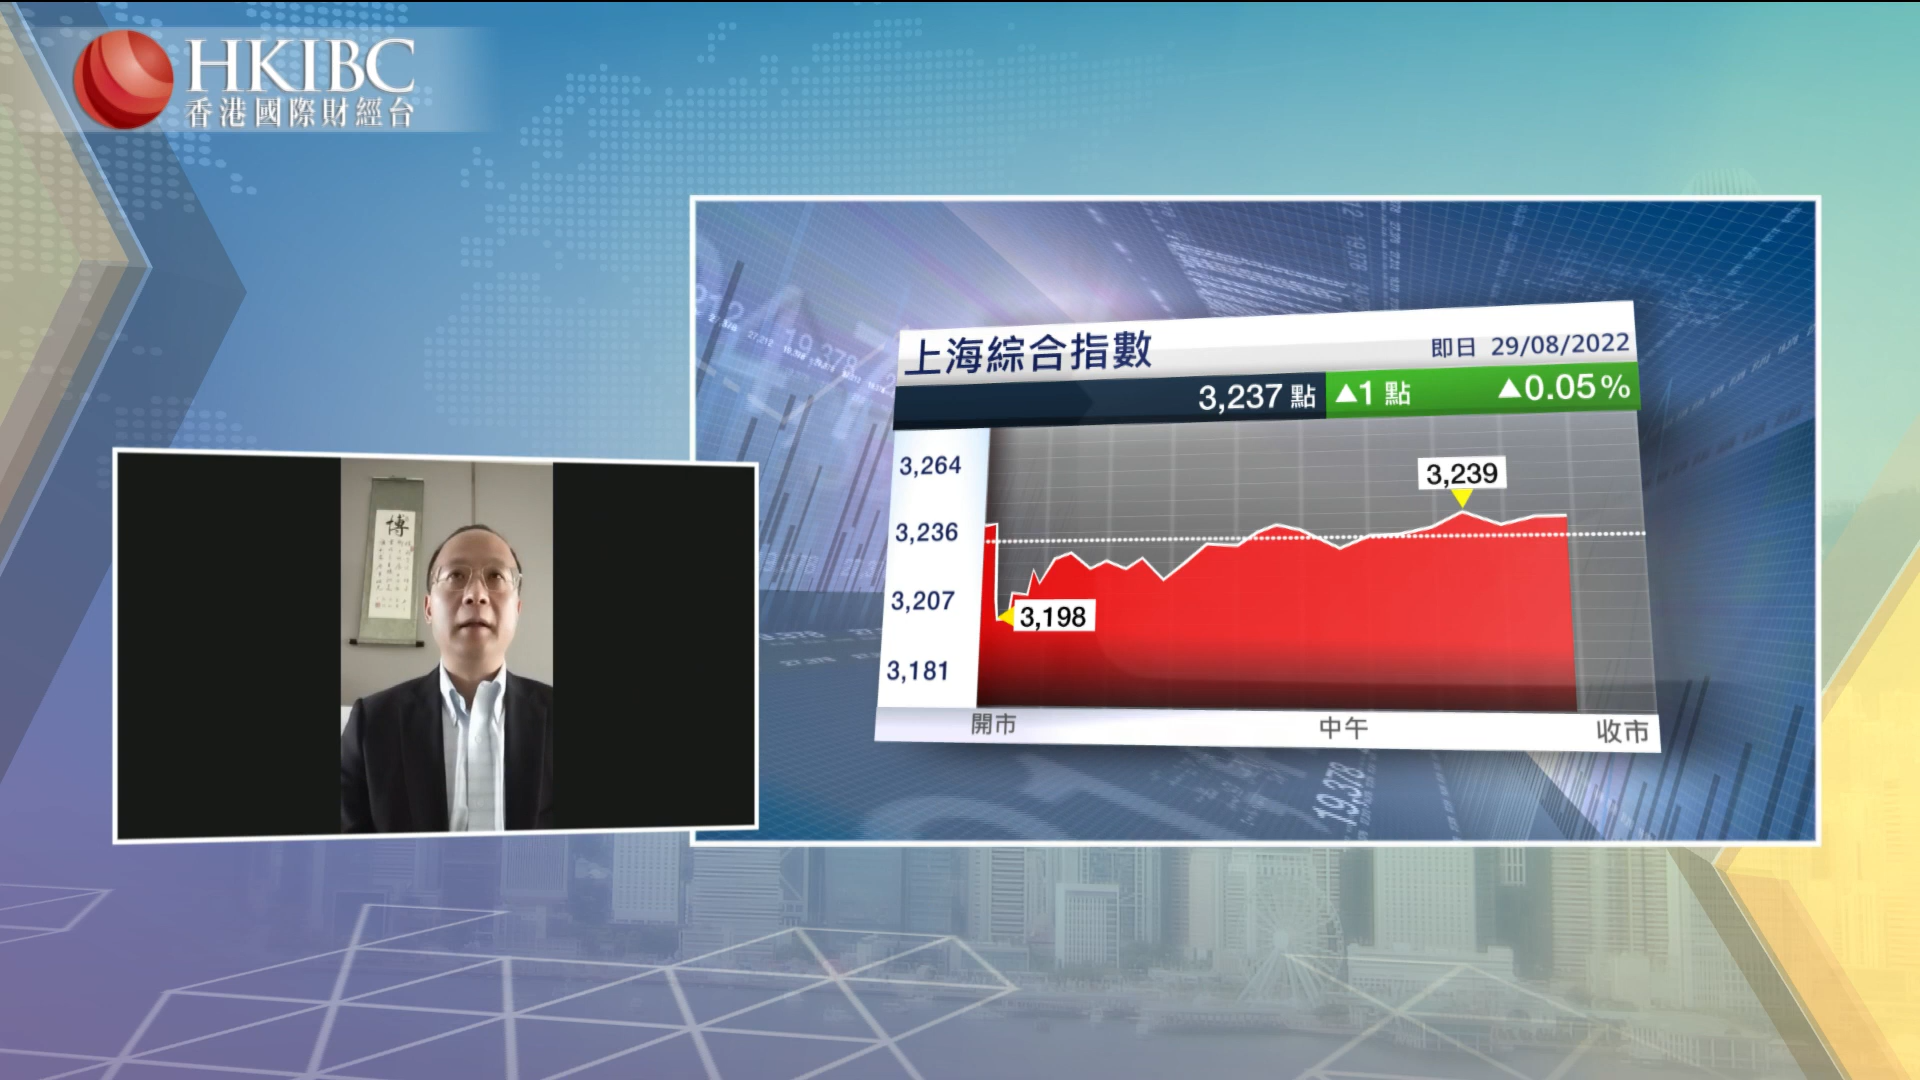 HKIBC
香港國際財經台
上海綜合指數
即日 29/08/2022
3,237 點 ▲1 點 ▲0.05%
3,264
3,239
3,236
3,207
3,198
3,181
開市 中午 收市
博
19,378